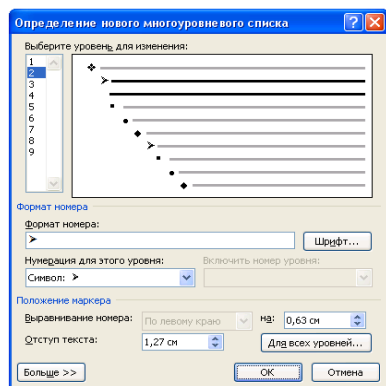 Определение нового многоуровневого списка
Выберите уровень для изменения:
1
2
3
4
5
6
7
8
9
Формат номера
Формат номера:
➢
Шрифт...
Нумерация для этого уровня:
Включить номер уровня:
Символ: ➢
Положение маркера
Выравнивание номера:
По левому краю
на:
0,63 см
Отступ текста:
1,27 см
Для всех уровней...
Больше >>
ОК
Отмена